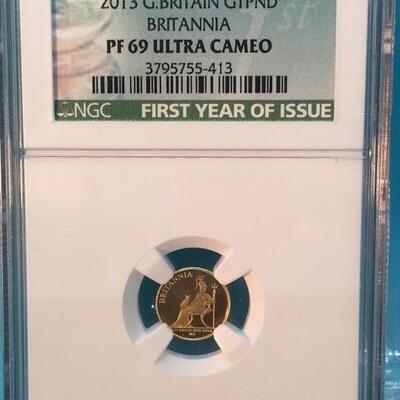 2013 G.BRITAIN G1PND
BRITANNIA
PF 69 ULTRA CAMEO
3795755-413
NGC FIRST YEAR OF ISSUE
BRITANNIA